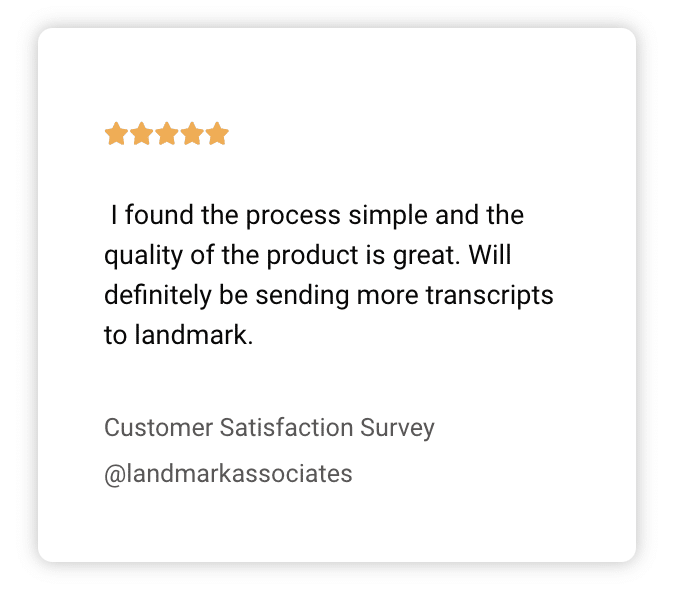 I found the process simple and the
quality of the product is great. Will
definitely be sending more transcripts
to landmark.
Customer Satisfaction Survey
@landmarkassociates